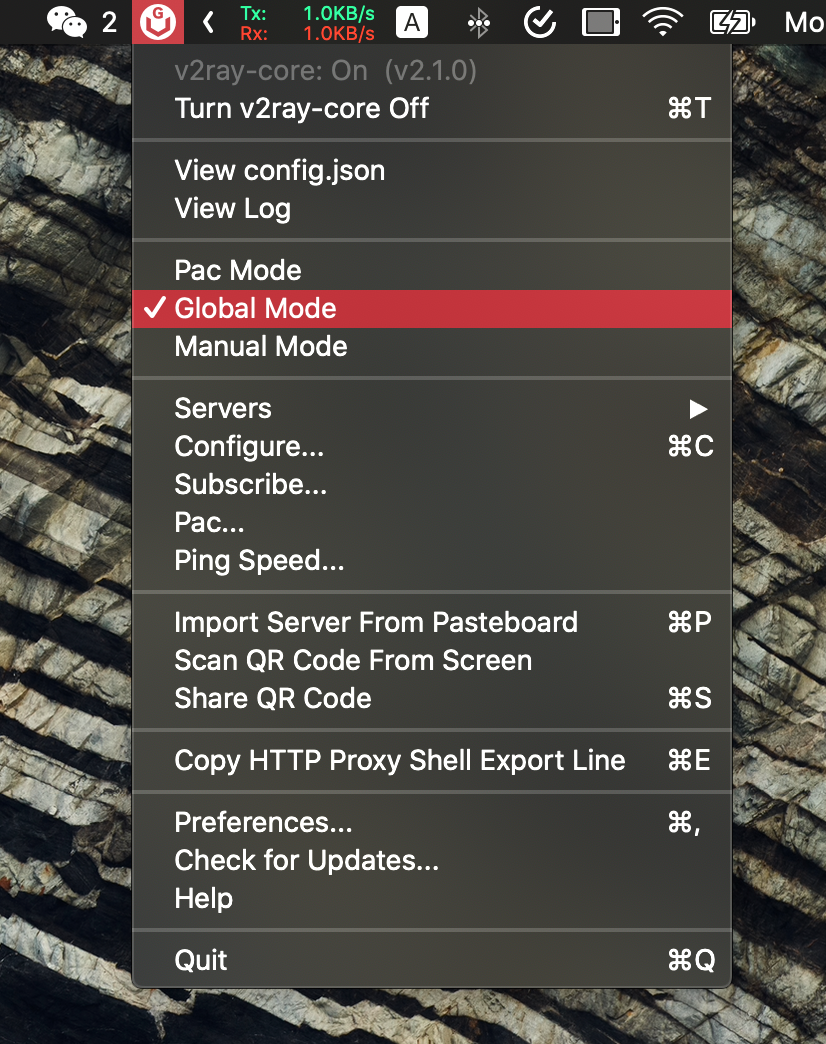 2
G
Tx: 1.0KB/s
Rx: 1.0KB/s
A
Mo
v2ray-core: On (v2.1.0)
Turn v2ray-core Off ⌘T
View config.json
View Log
Pac Mode
✓ Global Mode
Manual Mode
Servers ▶
Configure... ⌘C
Subscribe...
Pac...
Ping Speed...
Import Server From Pasteboard ⌘P
Scan QR Code From Screen
Share QR Code ⌘S
Copy HTTP Proxy Shell Export Line ⌘E
Preferences... ⌘,
Check for Updates...
Help
Quit ⌘Q